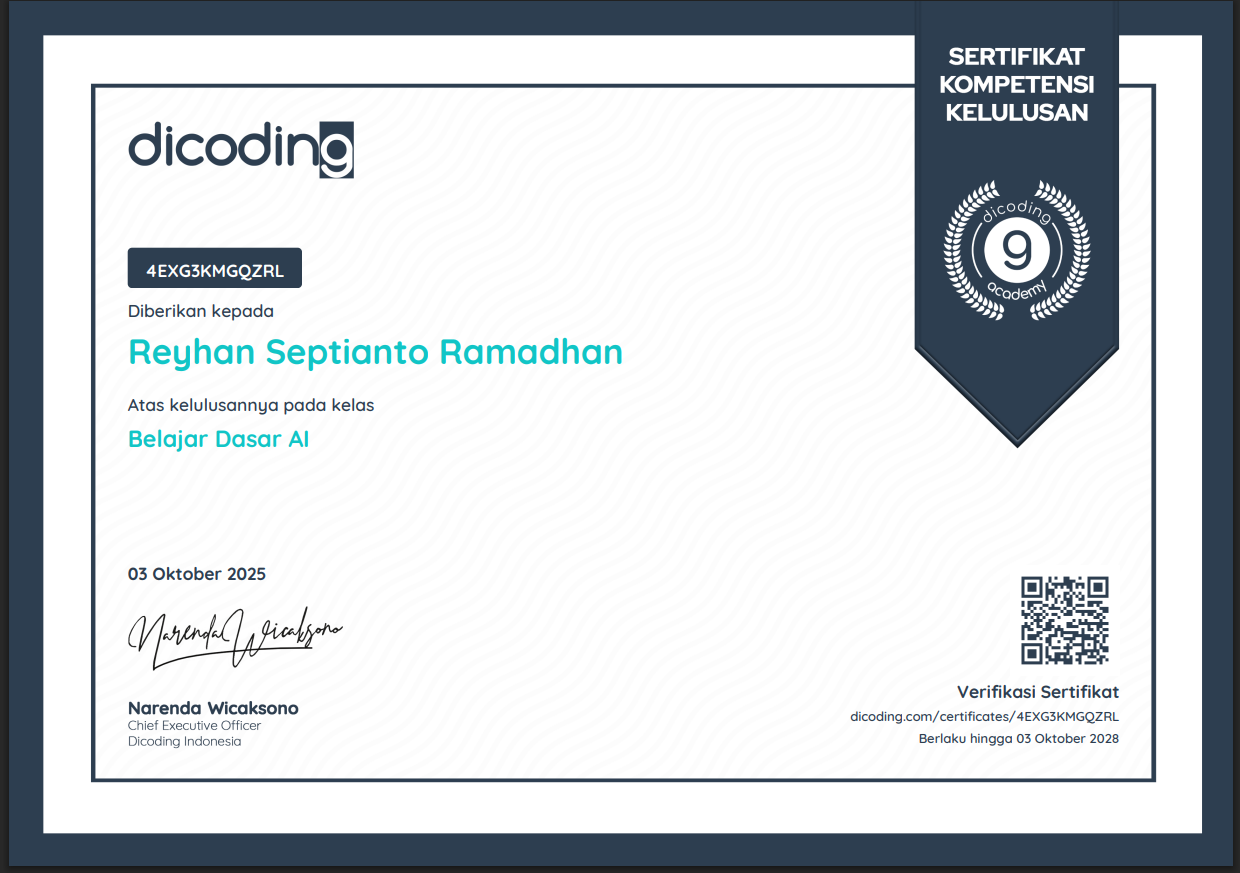 SERTIFIKAT
KOMPETENSI
KELULUSAN
dicoding
dicoding
9
academy
4EXG3KMGQZRL
Diberikan kepada
Reyhan Septianto Ramadhan
Atas kelulusannya pada kelas
Belajar Dasar AI
03 Oktober 2025
Narenda Wicaksono
Narenda Wicaksono
Chief Executive Officer
Dicoding Indonesia
Verifikasi Sertifikat
dicoding.com/certificates/4EXG3KMGQZRL
Berlaku hingga 03 Oktober 2028